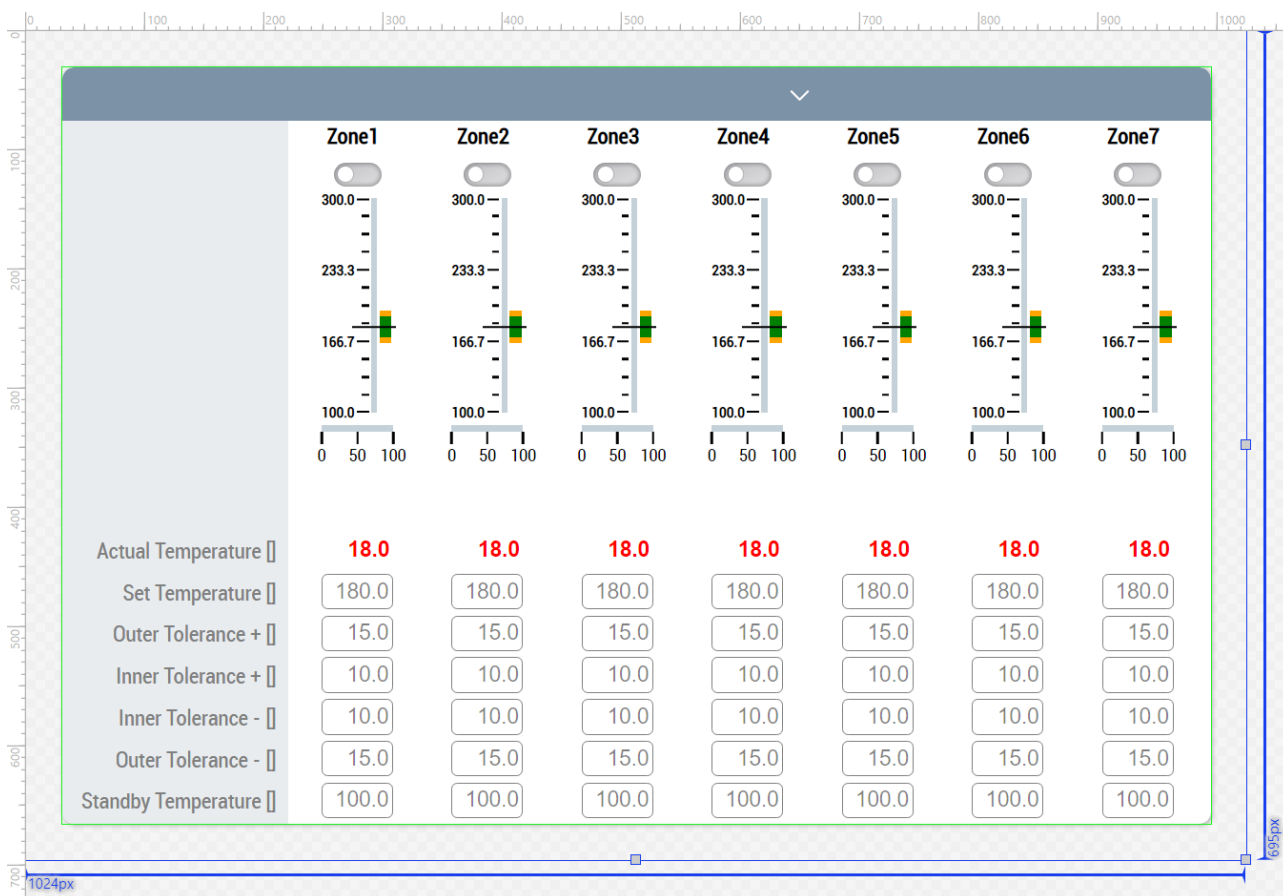 0 100 200 300 400 500 600 700 800 900 1000
Zone1 Zone2 Zone3 Zone4 Zone5 Zone6 Zone7
300.0 300.0 300.0 300.0 300.0 300.0 300.0
233.3 233.3 233.3 233.3 233.3 233.3 233.3
166.7 166.7 166.7 166.7 166.7 166.7 166.7
100.0 100.0 100.0 100.0 100.0 100.0 100.0
0 50 100 0 50 100 0 50 100 0 50 100 0 50 100 0 50 100 0 50 100
Actual Temperature [] 18.0 18.0 18.0 18.0 18.0 18.0 18.0
Set Temperature [] 180.0 180.0 180.0 180.0 180.0 180.0 180.0
Outer Tolerance + [] 15.0 15.0 15.0 15.0 15.0 15.0 15.0
Inner Tolerance + [] 10.0 10.0 10.0 10.0 10.0 10.0 10.0
Inner Tolerance - [] 10.0 10.0 10.0 10.0 10.0 10.0 10.0
Outer Tolerance - [] 15.0 15.0 15.0 15.0 15.0 15.0 15.0
Standby Temperature [] 100.0 100.0 100.0 100.0 100.0 100.0 100.0
0
100
200
300
400
500
600
700
695px
1024px